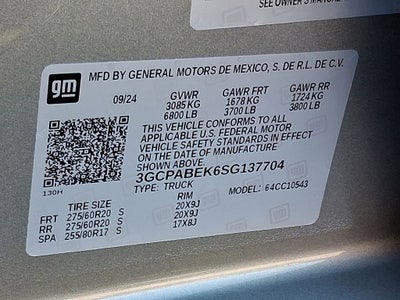 SEE OWNER'S MANUAL
gm
MFD BY GENERAL MOTORS DE MEXICO, S. DE R.L. DE C.V.
09/24 GVWR GAWR FRT GAWR RR
3085 KG 1678 KG 1724 KG
6800 LB 3700 LB 3800 LB
THIS VEHICLE CONFORMS TO ALL
APPLICABLE U.S. FEDERAL MOTOR
VEHICLE SAFETY STANDARDS IN EFFECT
ON THE DATE OF MANUFACTURE
SHOWN ABOVE.
3GCPABEK6SG137704
TYPE: TRUCK MODEL: 64CC10543
130H
TIRE SIZE RIM
FRT 275/60R20 S 20X9J
RR 275/60R20 S 20X9J
SPA 255/80R17 S 17X8J